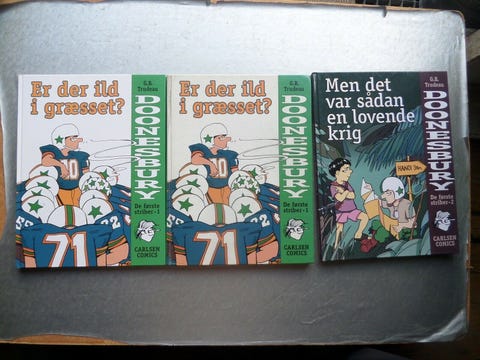 Er der ild
i græsset?
G.B.
Trudeau
DOONESBURY
De første
striber · 1
CARLSEN
COMICS
10
71
22
Er der ild
i græsset?
G.B.
Trudeau
DOONESBURY
De første
striber · 1
CARLSEN
COMICS
10
71
22
Men det
var sådan
en lovende
krig
G.B.
Trudeau
DOONESBURY
De første
striber · 2
CARLSEN
COMICS